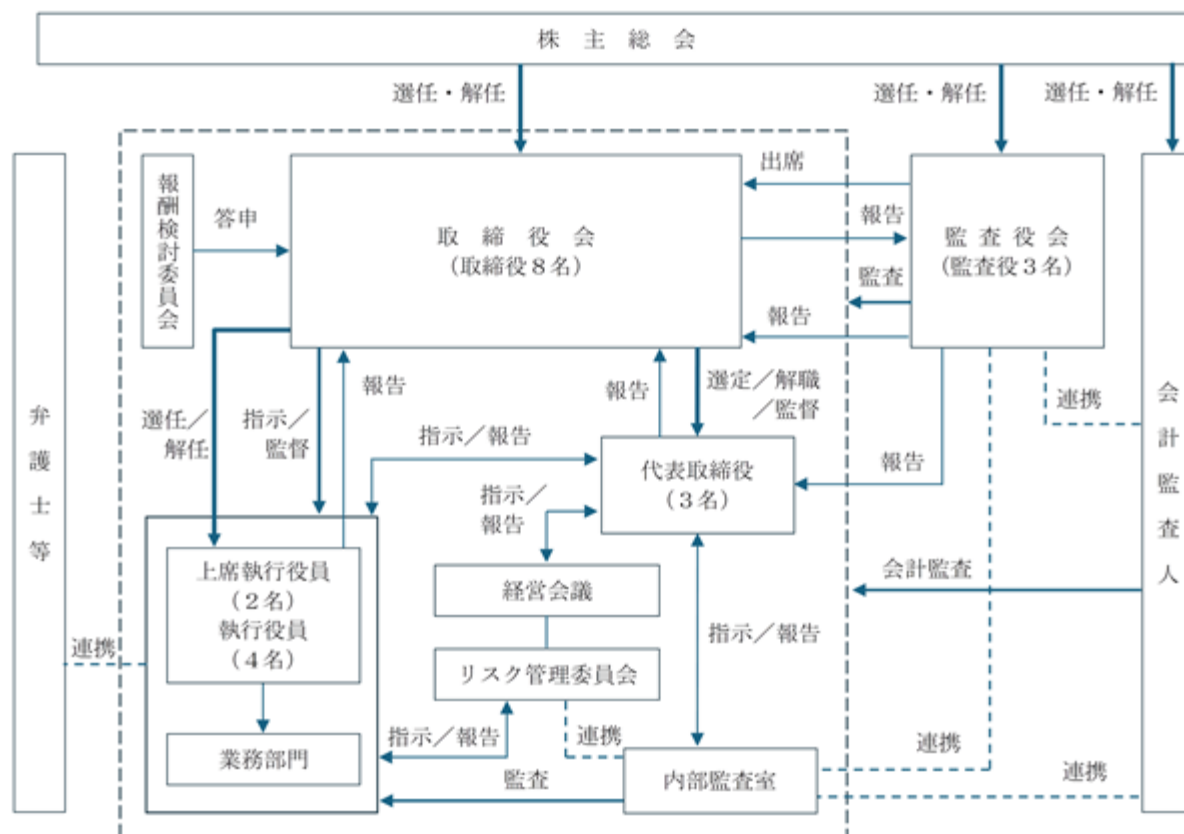 株主総会
選任・解任
選任・解任
選任・解任
報酬検討委員会
答申
取締役会
（取締役８名）
出席
報告
監査役会
（監査役３名）
監査
報告
弁護士等
会計監査人
選任／
解任
指示／
監督
報告
報告
選定／解職
／監督
連携
指示／報告
代表取締役
（３名）
報告
指示／
報告
上席執行役員
（２名）
執行役員
（４名）
経営会議
会計監査
連携
指示／報告
リスク管理委員会
業務部門
指示／報告
連携
内部監査室
連携
連携
監査